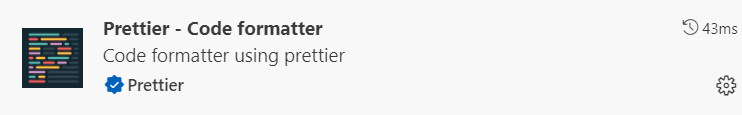 Prettier - Code formatter
43ms
Code formatter using prettier
Prettier